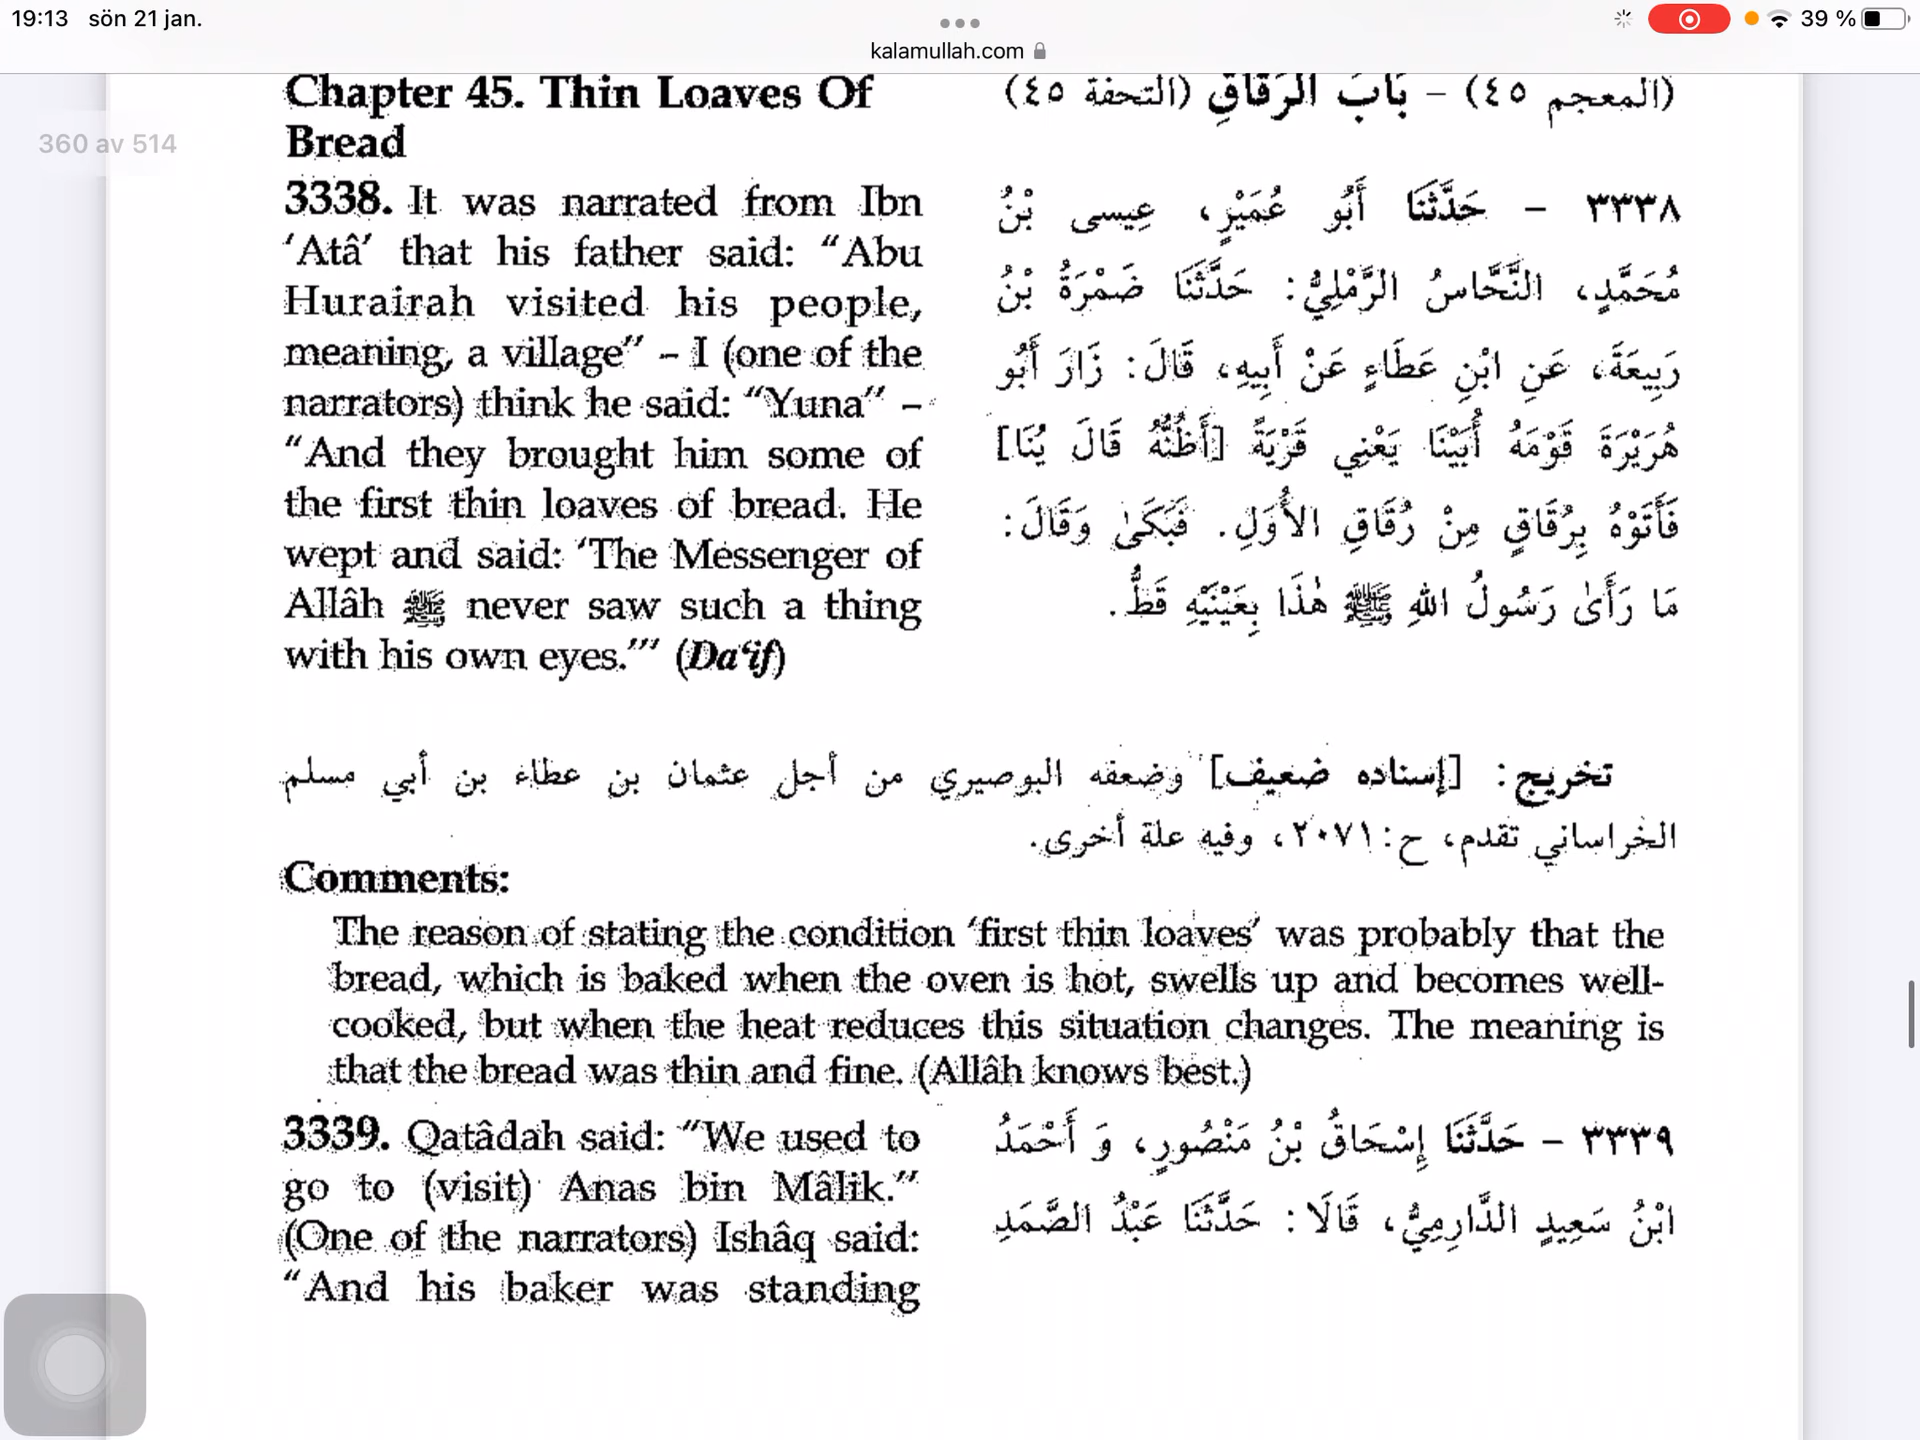 19:13 sön 21 jan.
39 %
kalamullah.com
360 av 514
Chapter 45. Thin Loaves Of
Bread
(المعجم ٤٥) - بَابُ الرُّقَاقِ (التحفة ٤٥)
3338. It was narrated from Ibn
‘Atâ’ that his father said: “Abu
Hurairah visited his people,
meaning, a village” – I (one of the
narrators) think he said: “Yuna” –
“And they brought him some of
the first thin loaves of bread. He
wept and said: ‘The Messenger of
Allâh ﷺ never saw such a thing
with his own eyes.’” (Da‘if)
٣٣٣٨ - حَدَّثَنَا أَبُو عُمَيْرٍ، عِيسى بْنُ
مُحَمَّدٍ، النَّحَّاسُ الرَّمْلِيُّ: حَدَّثَنَا ضَمْرَةُ بْنُ
رَبِيعَةَ، عَنِ ابْنِ عَطَاءٍ عَنْ أَبِيهِ، قَالَ: زَارَ أَبُو
هُرَيْرَةَ قَوْمَهُ أُبَيْنَا يَعْنِي قَرْيَةً [أَظُنُّهُ قَالَ يُنَا]
فَأَتَوْهُ بِرُقَاقٍ مِنْ رُقَاقِ الأُوَلِ. فَبَكَىٰ وَقَالَ:
مَا رَأَىٰ رَسُولُ اللهِ ﷺ هٰذَا بِعَيْنَيْهِ قَطُّ.
تخريج: [إسناده ضعيف] وضعفه البوصيري من أجل عثمان بن عطاء بن أبي مسلم
الخراساني تقدم، ح: ٢٠٧١، وفيه علة أخرى.
Comments:
The reason of stating the condition ‘first thin loaves’ was probably that the
bread, which is baked when the oven is hot, swells up and becomes well-
cooked, but when the heat reduces this situation changes. The meaning is
that the bread was thin and fine. (Allâh knows best.)
3339. Qatâdah said: “We used to
go to (visit) Anas bin Mâlik.”
(One of the narrators) Ishâq said:
“And his baker was standing
٣٣٣٩ - حَدَّثَنَا إِسْحَاقُ بْنُ مَنْصُورٍ، وَ أَحْمَدُ
ابْنُ سَعِيدٍ الدَّارِمِيُّ، قَالَا: حَدَّثَنَا عَبْدُ الصَّمَدِ